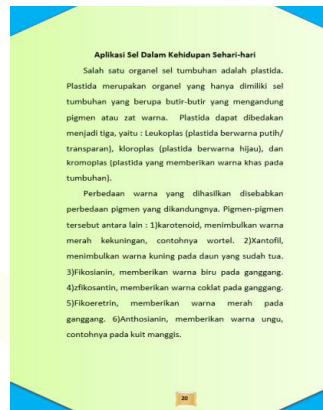 Aplikasi Sel Dalam Kehidupan Sehari-hari
Salah satu organel sel tumbuhan adalah plastida.
Plastida merupakan organel yang hanya dimiliki sel
tumbuhan yang berupa butir-butir yang mengandung
pigmen atau zat warna. Plastida dapat dibedakan
menjadi tiga, yaitu : Leukoplas (plastida berwarna putih/
transparan), kloroplas (plastida berwarna hijau), dan
kromoplas (plastida yang memberikan warna khas pada
tumbuhan).
Perbedaan warna yang dihasilkan disebabkan
perbedaan pigmen yang dikandungnya. Pigmen-pigmen
tersebut antara lain : 1)karotenoid, menimbulkan warna
merah kekuningan, contohnya wortel. 2)Xantofil,
menimbulkan warna kuning pada daun yang sudah tua.
3)Fikosianin, memberikan warna biru pada ganggang.
4)zfikosantin, memberikan warna coklat pada ganggang.
5)Fikoeretrin, memberikan warna merah pada
ganggang. 6)Anthosianin, memberikan warna ungu,
contohnya pada kuit manggis.
20